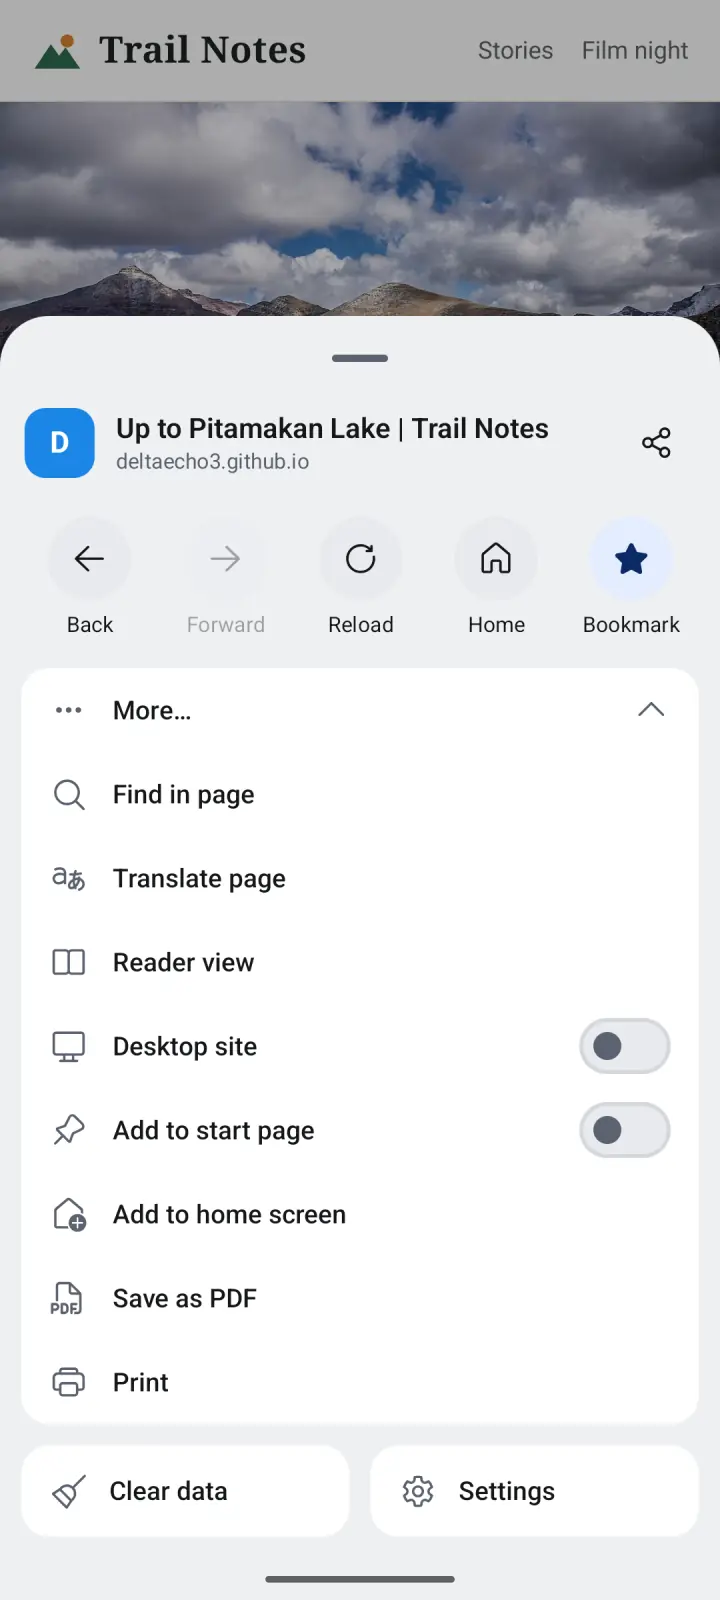 Trail Notes
Stories
Film night
D
Up to Pitamakan Lake | Trail Notes
deltaecho3.github.io
Back
Forward
Reload
Home
Bookmark
More…
Find in page
aあ
Translate page
Reader view
Desktop site
Add to start page
Add to home screen
PDF
Save as PDF
Print
Clear data
Settings